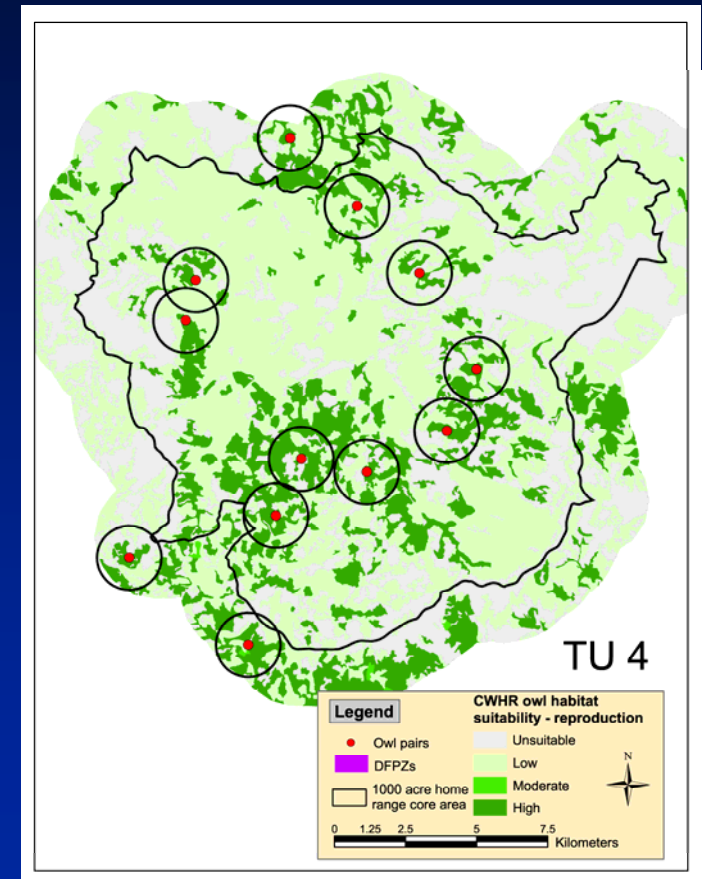 TU 4
Legend
Owl pairs
DFPZs
1000 acre home
range core area
CWHR owl habitat
suitability - reproduction
Unsuitable
Low
Moderate
High
N
0 1.25 2.5 5 7.5
Kilometers